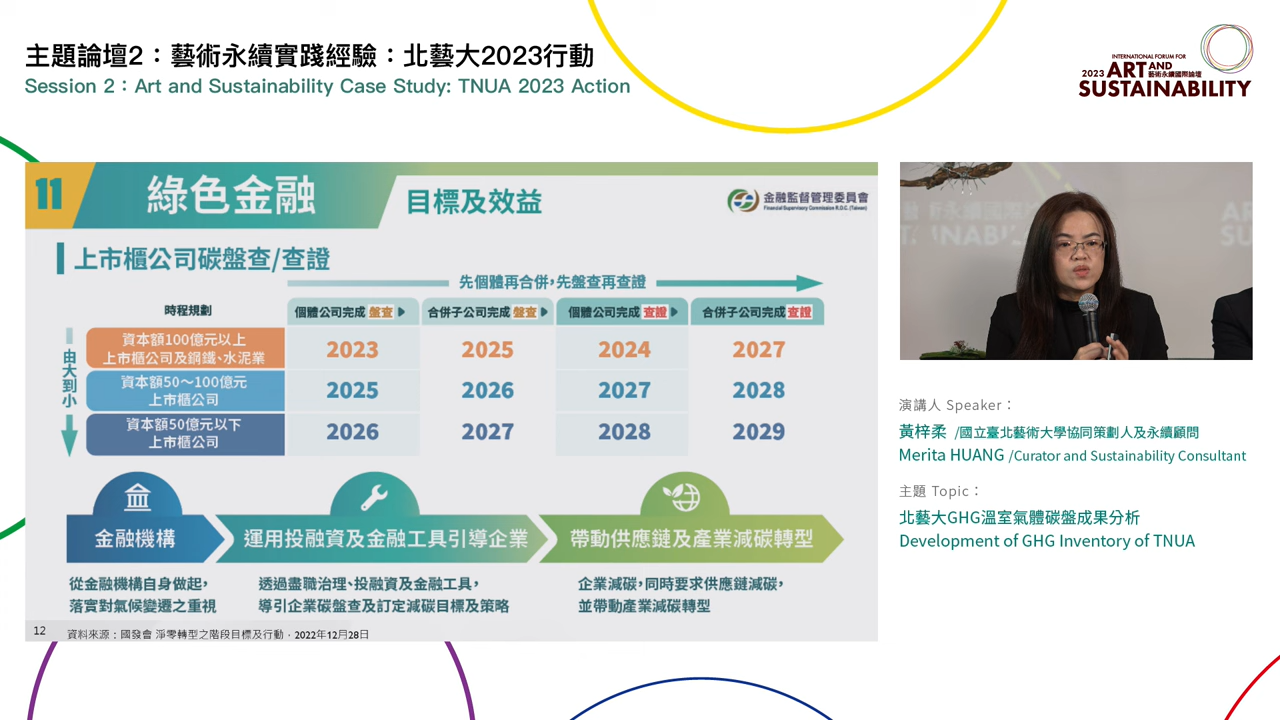 主題論壇2：藝術永續實踐經驗：北藝大2023行動
Session 2：Art and Sustainability Case Study: TNUA 2023 Action
INTERNATIONAL FORUM FOR
2023 ART AND 藝術永續國際論壇
SUSTAINABILITY
11 綠色金融 目標及效益
金融監督管理委員會
Financial Supervisory Commission R.O.C. (Taiwan)
上市櫃公司碳盤查/查證
先個體再合併，先盤查再查證
時程規劃 個體公司完成盤查 合併子公司完成盤查 個體公司完成查證 合併子公司完成查證
由大到小
資本額100億元以上
上市櫃公司及鋼鐵、水泥業
2023 2025 2024 2027
資本額50～100億元
上市櫃公司
2025 2026 2027 2028
資本額50億元以下
上市櫃公司
2026 2027 2028 2029
金融機構 運用投融資及金融工具引導企業 帶動供應鏈及產業減碳轉型
從金融機構自身做起，
落實對氣候變遷之重視
透過盡職治理、投融資及金融工具，
導引企業碳盤查及訂定減碳目標及策略
企業減碳，同時要求供應鏈減碳，
並帶動產業減碳轉型
12 資料來源：國發會 淨零轉型之階段目標及行動，2022年12月28日
演講人 Speaker：
黃梓柔 /國立臺北藝術大學協同策劃人及永續顧問
Merita HUANG /Curator and Sustainability Consultant
主題 Topic：
北藝大GHG溫室氣體碳盤成果分析
Development of GHG Inventory of TNUA